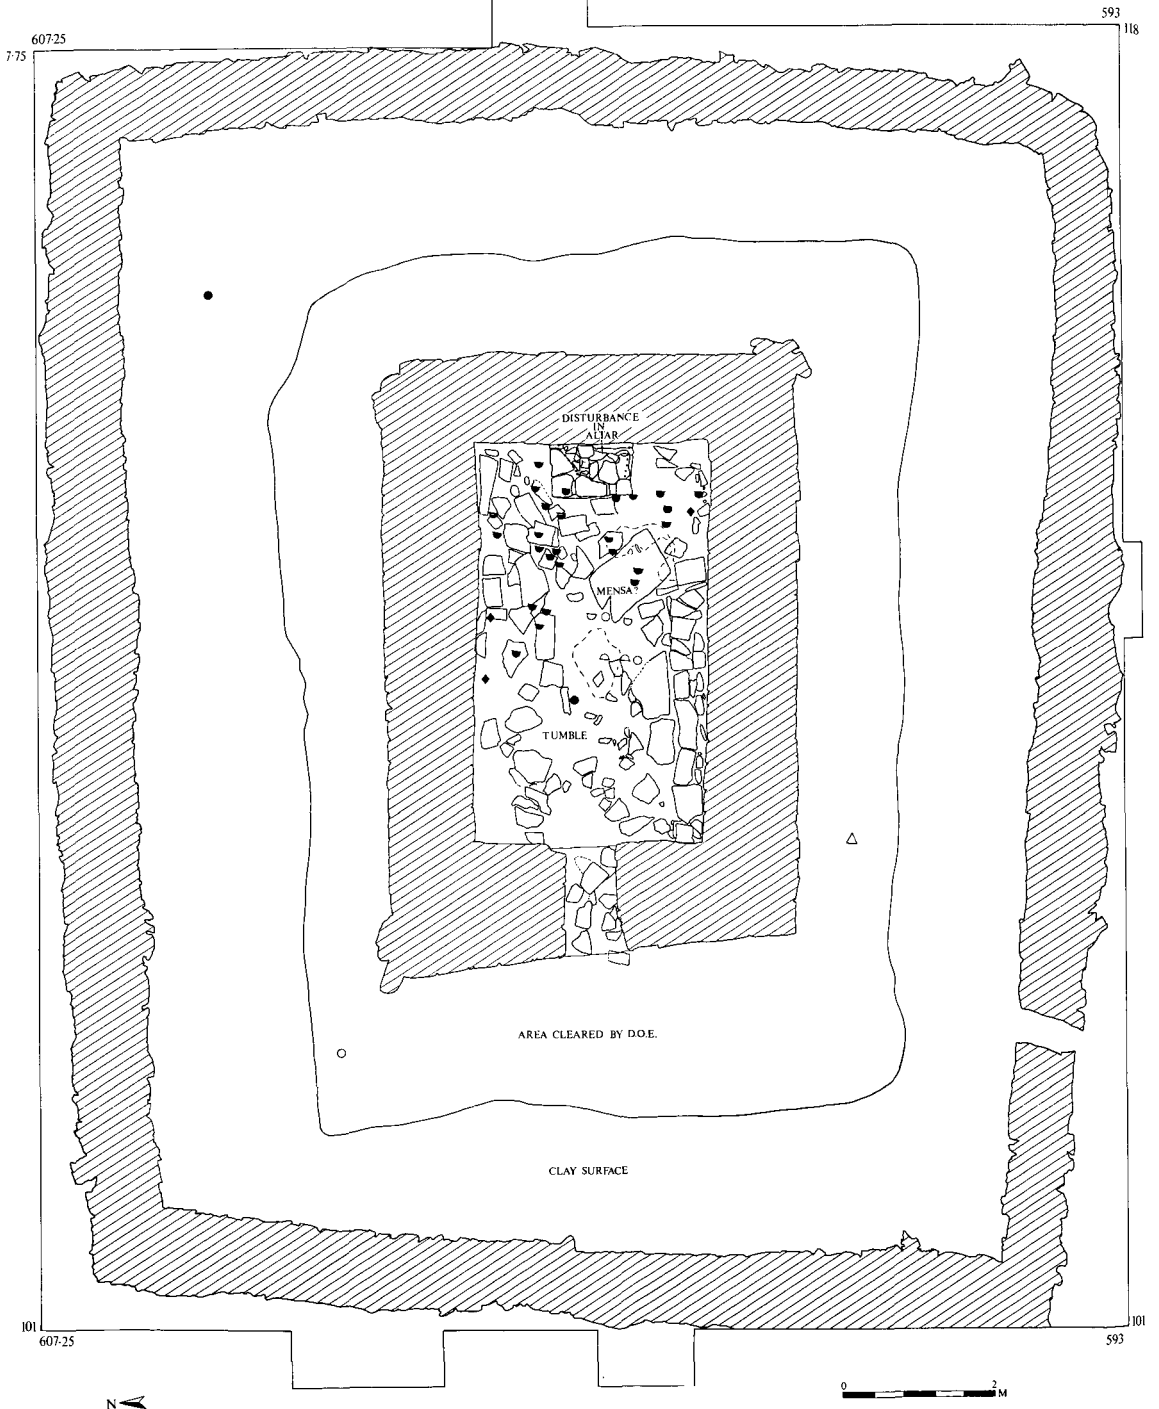 593
118
607·25
7·75
DISTURBANCE
IN
ALTAR
MENSA?
TUMBLE
AREA CLEARED BY D.O.E.
CLAY SURFACE
101
607·25
101
593
N
0
2
M